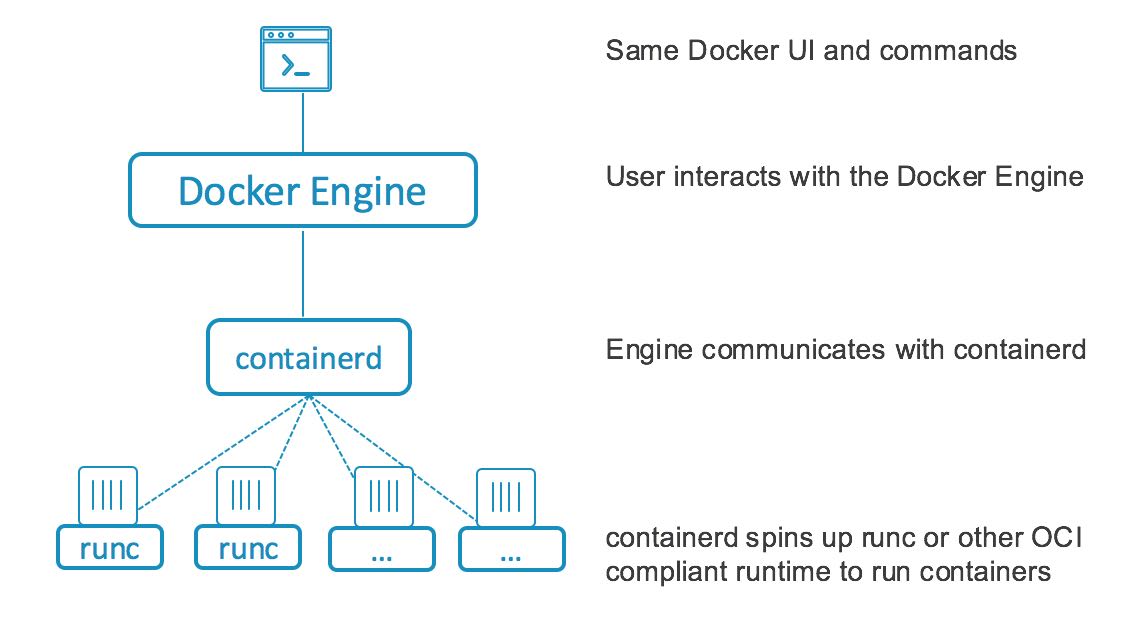 >_
Same Docker UI and commands
Docker Engine
User interacts with the Docker Engine
containerd
Engine communicates with containerd
runc
runc
...
...
containerd spins up runc or other OCI
compliant runtime to run containers